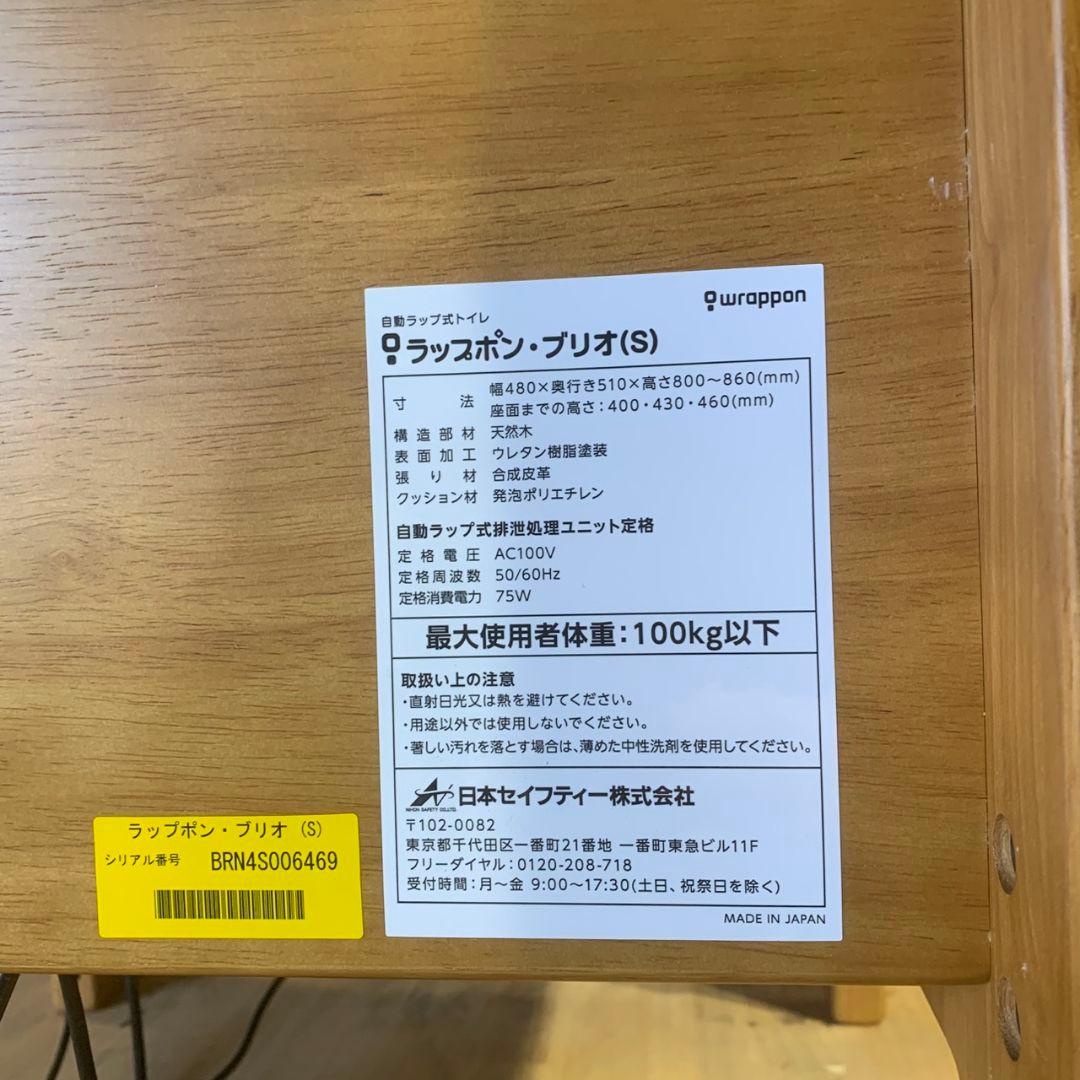 wrappon
自動ラップ式トイレ
ラップポン・ブリオ(S)
寸法 幅480×奥行き510×高さ800～860(mm)
座面までの高さ：400・430・460(mm)
構造部材 天然木
表面加工 ウレタン樹脂塗装
張り材 合成皮革
クッション材 発泡ポリエチレン
自動ラップ式排泄処理ユニット定格
定格電圧 AC100V
定格周波数 50/60Hz
定格消費電力 75W
最大使用者体重：100kg以下
取扱い上の注意
・直射日光又は熱を避けてください。
・用途以外では使用しないでください。
・著しい汚れを落とす場合は、薄めた中性洗剤を使用してください。
NIHON SAFETY CO.,LTD. 日本セイフティー株式会社
〒102-0082
東京都千代田区一番町21番地 一番町東急ビル11F
フリーダイヤル：0120-208-718
受付時間：月～金 9:00～17:30(土日、祝祭日を除く)
MADE IN JAPAN
ラップポン・ブリオ (S)
シリアル番号 BRN4S006469